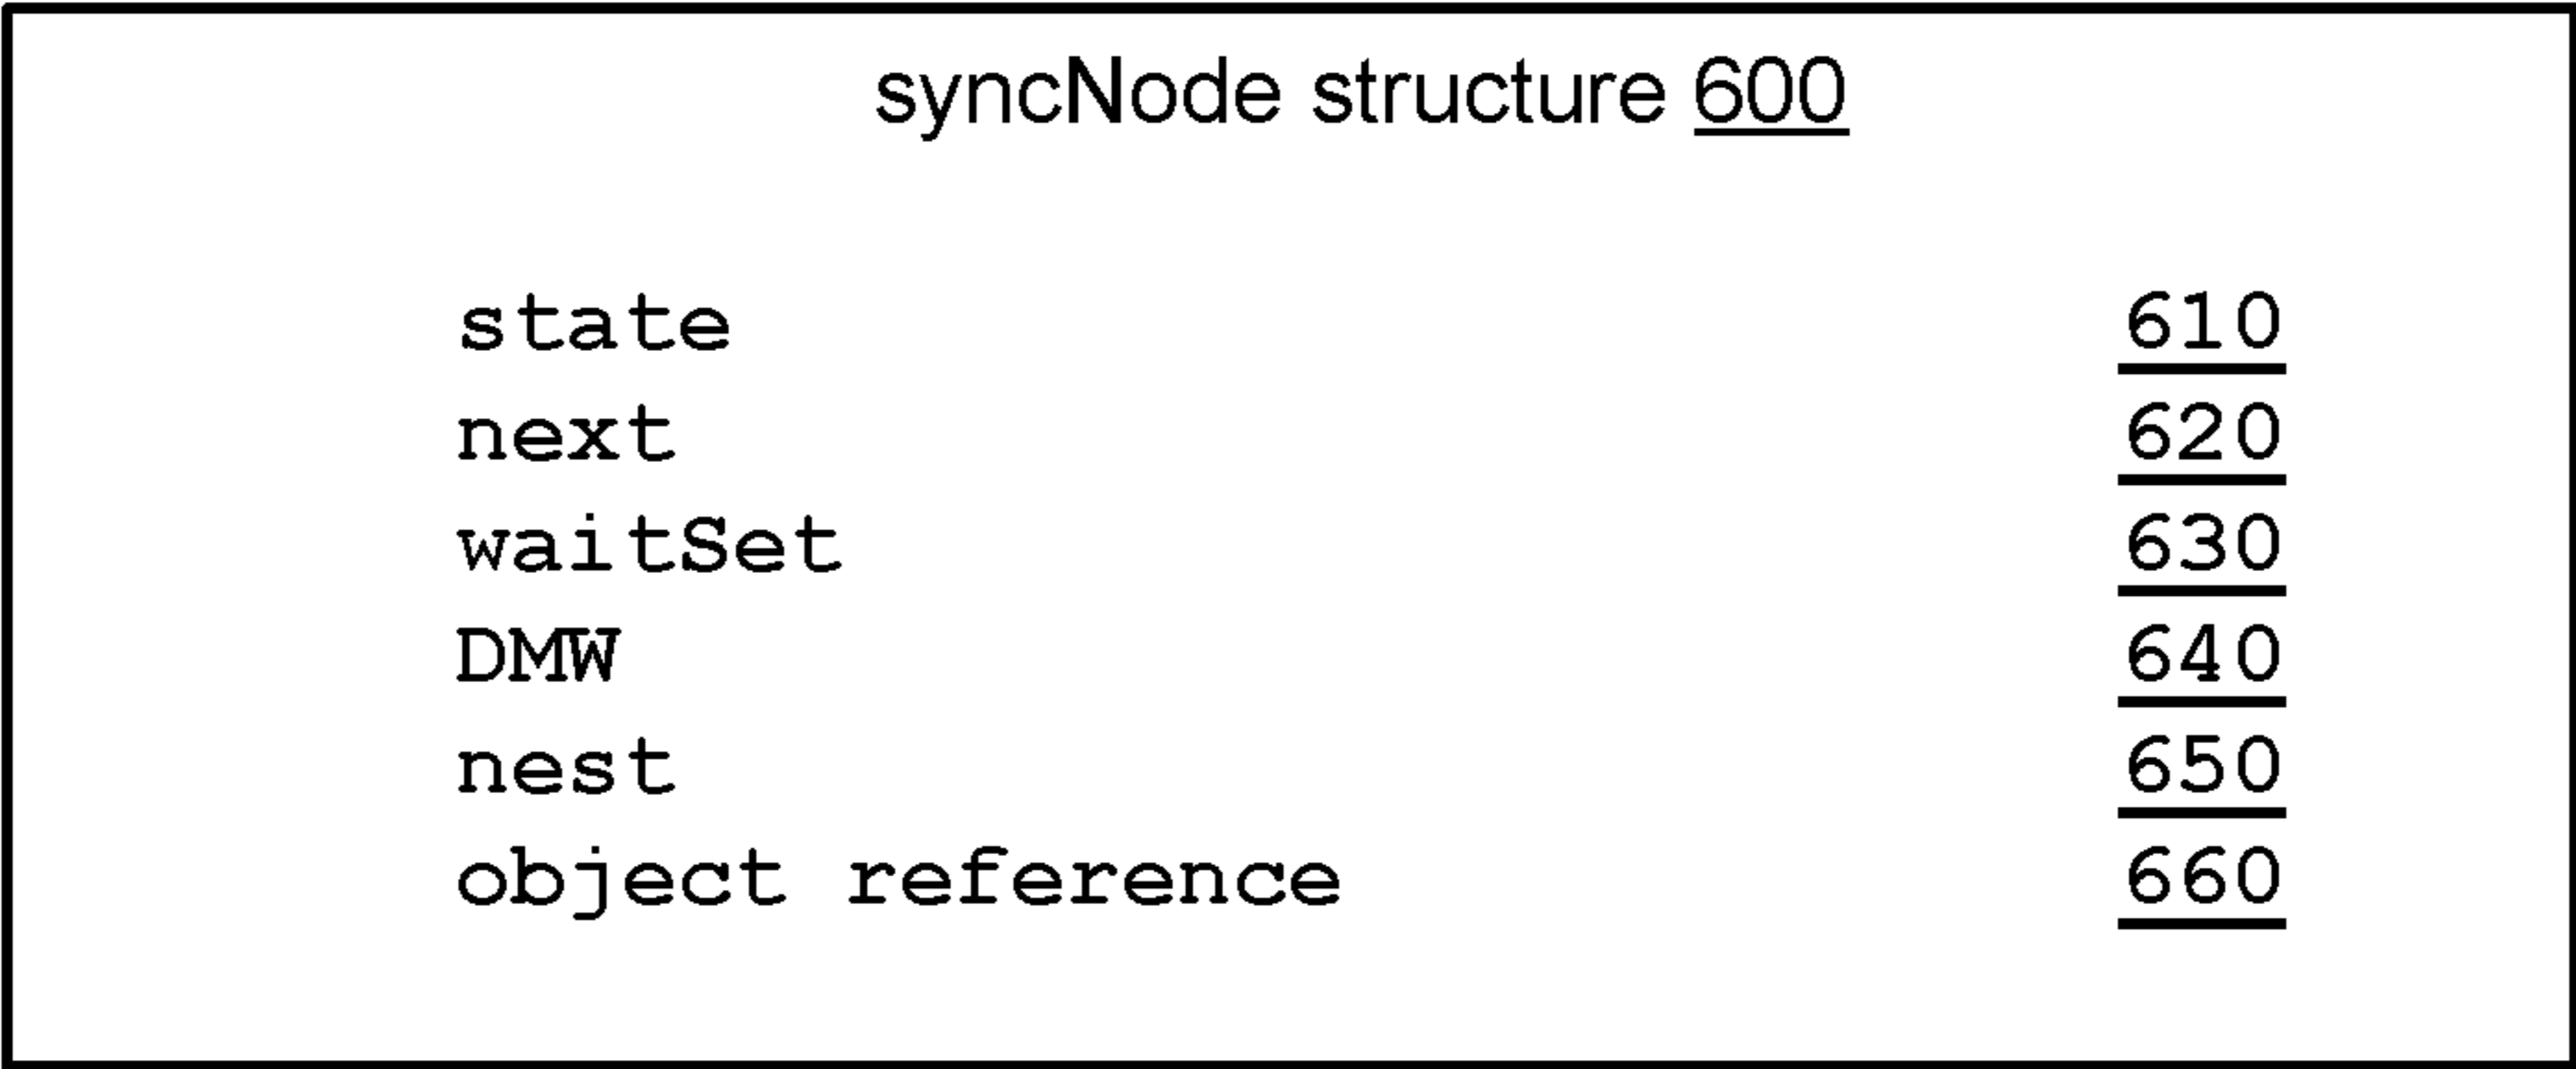 syncNode structure 600
state 610
next 620
waitSet 630
DMW 640
nest 650
object reference 660